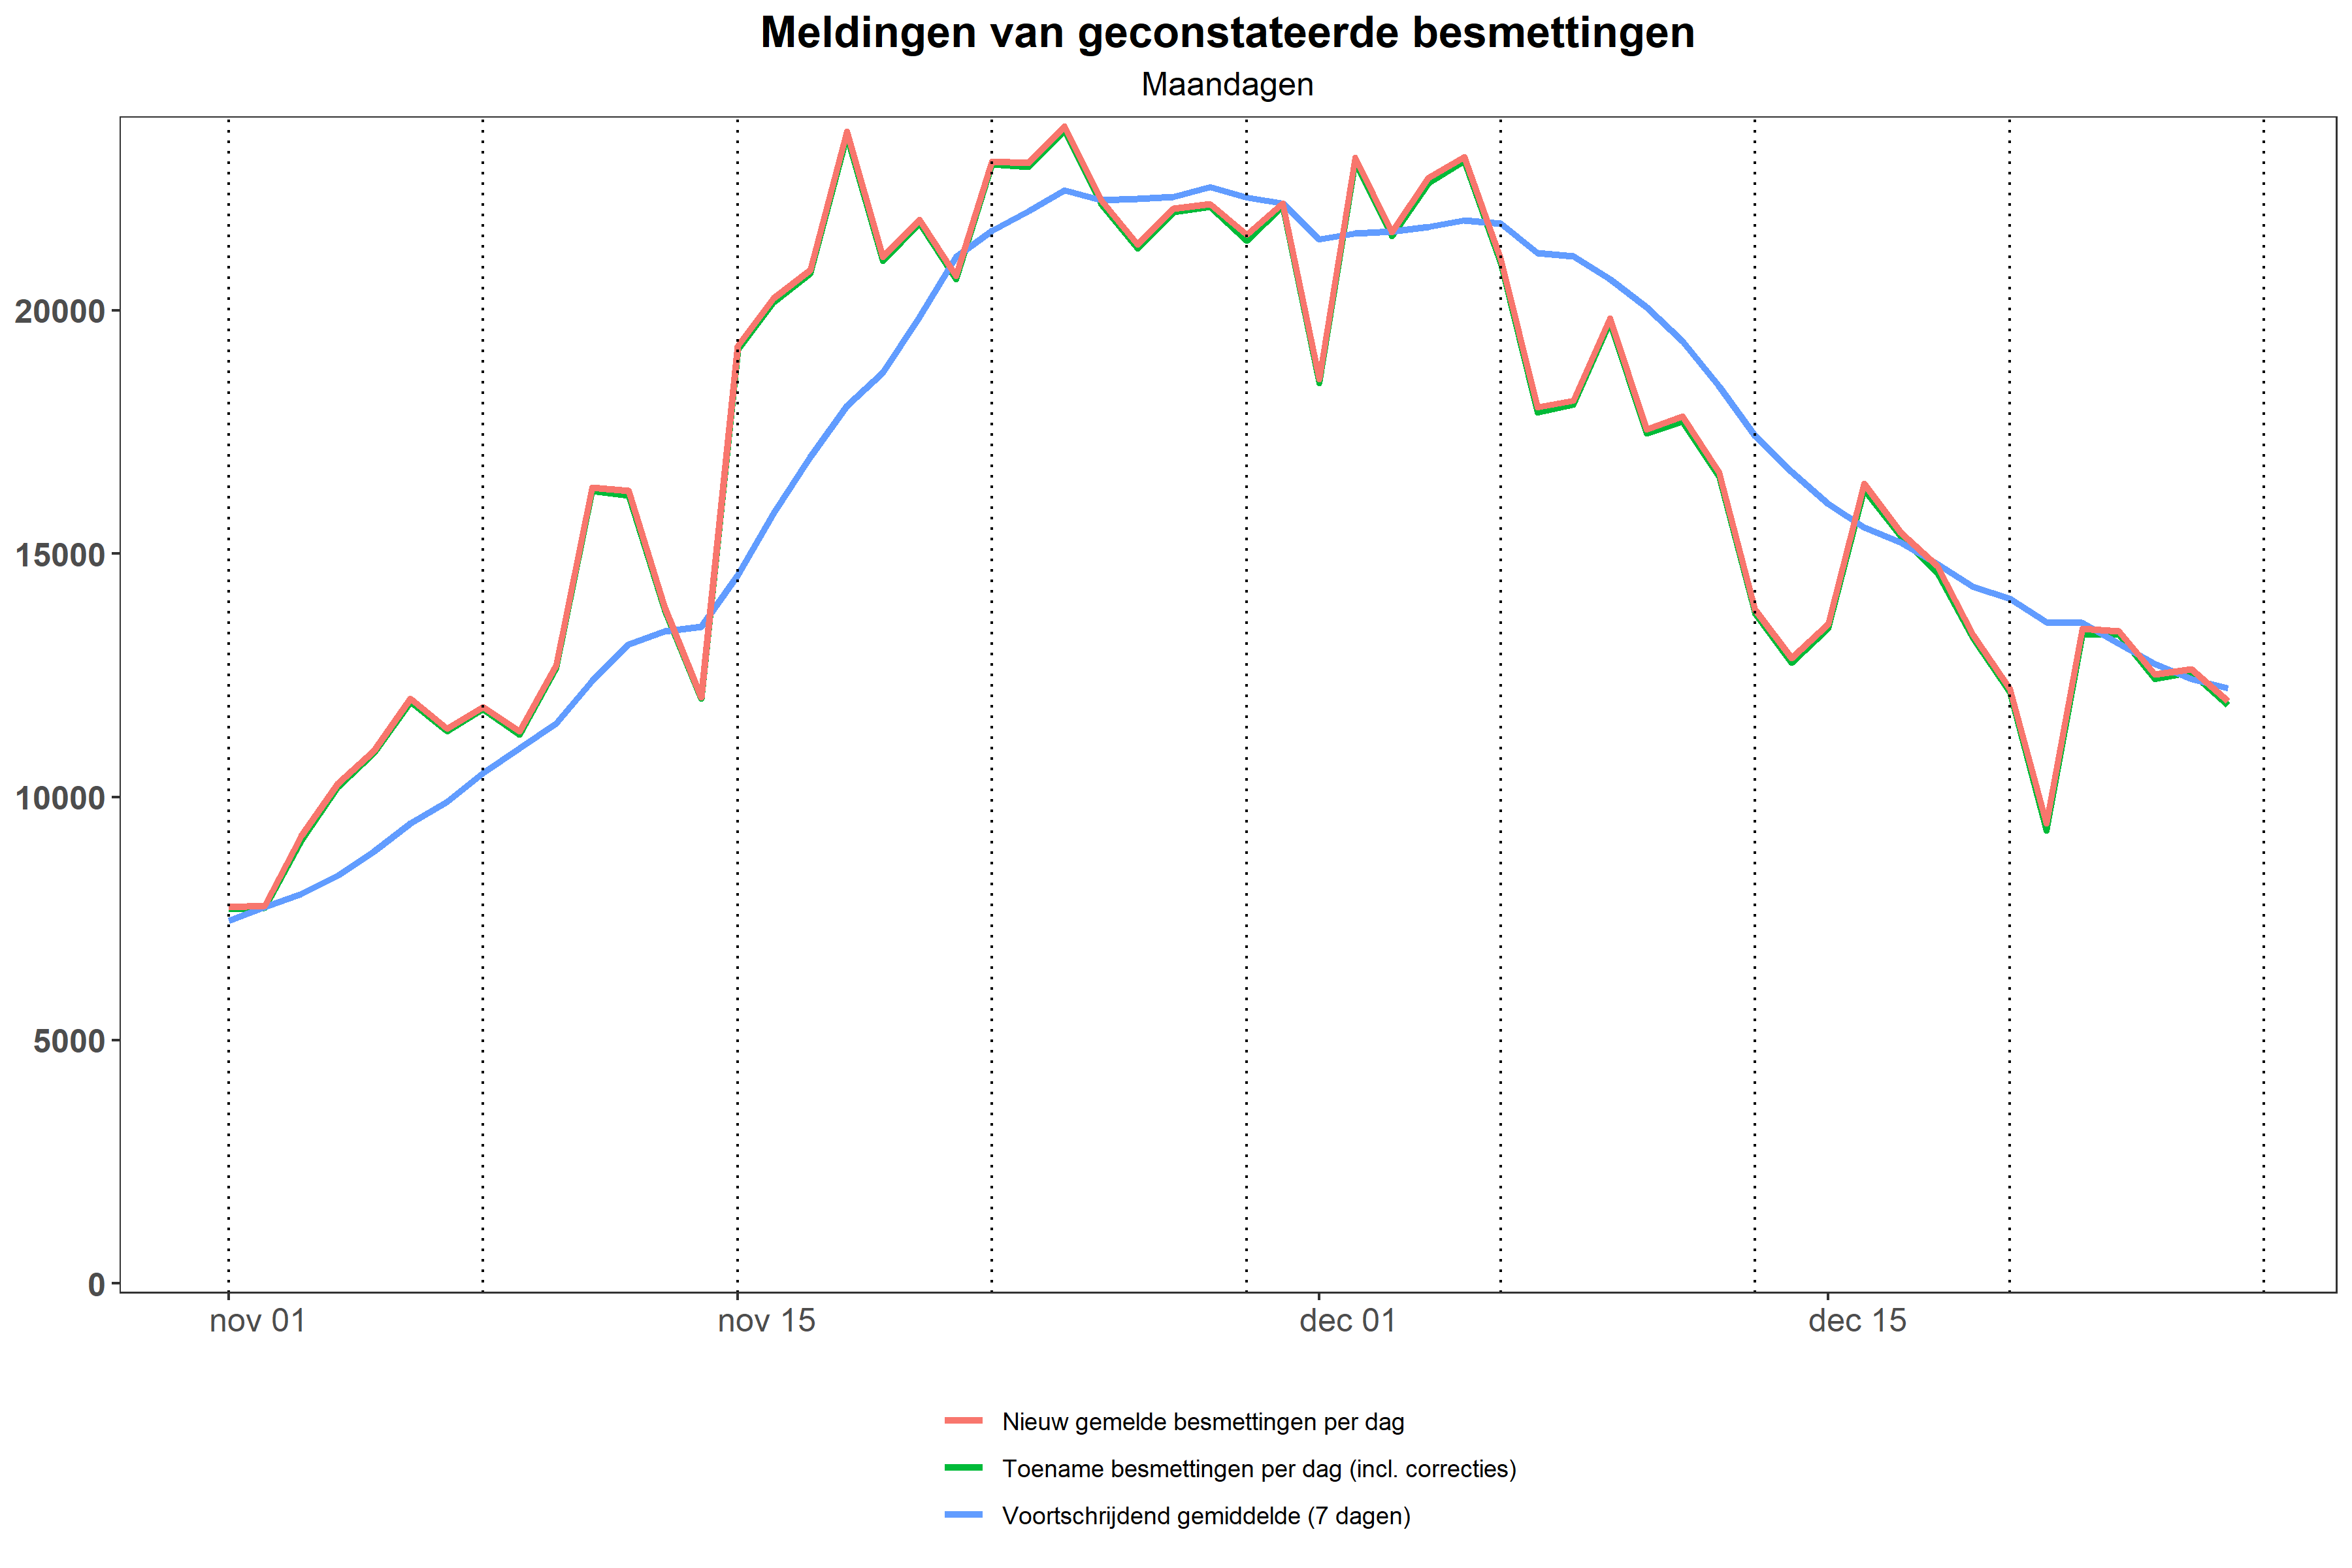 Meldingen van geconstateerde besmettingen
Maandagen
20000
15000
10000
5000
0
nov 01 nov 15 dec 01 dec 15
Nieuw gemelde besmettingen per dag
Toename besmettingen per dag (incl. correcties)
Voortschrijdend gemiddelde (7 dagen)